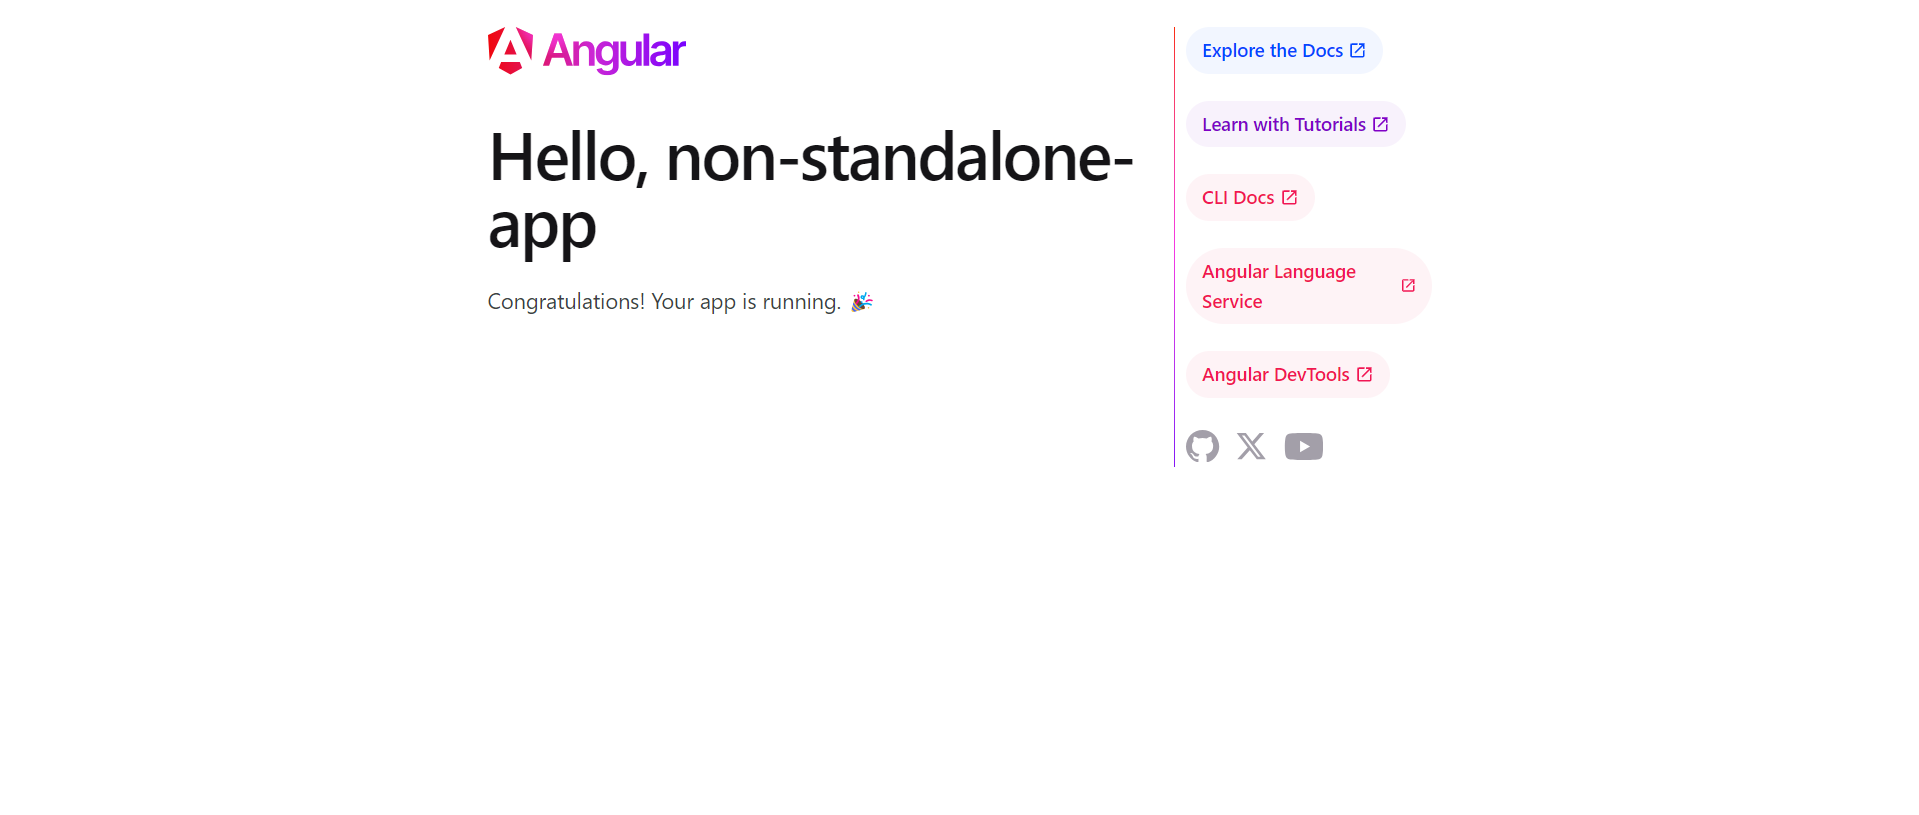 Angular
Hello, non-standalone-
app
Congratulations! Your app is running. 🎉
Explore the Docs
Learn with Tutorials
CLI Docs
Angular Language
Service
Angular DevTools